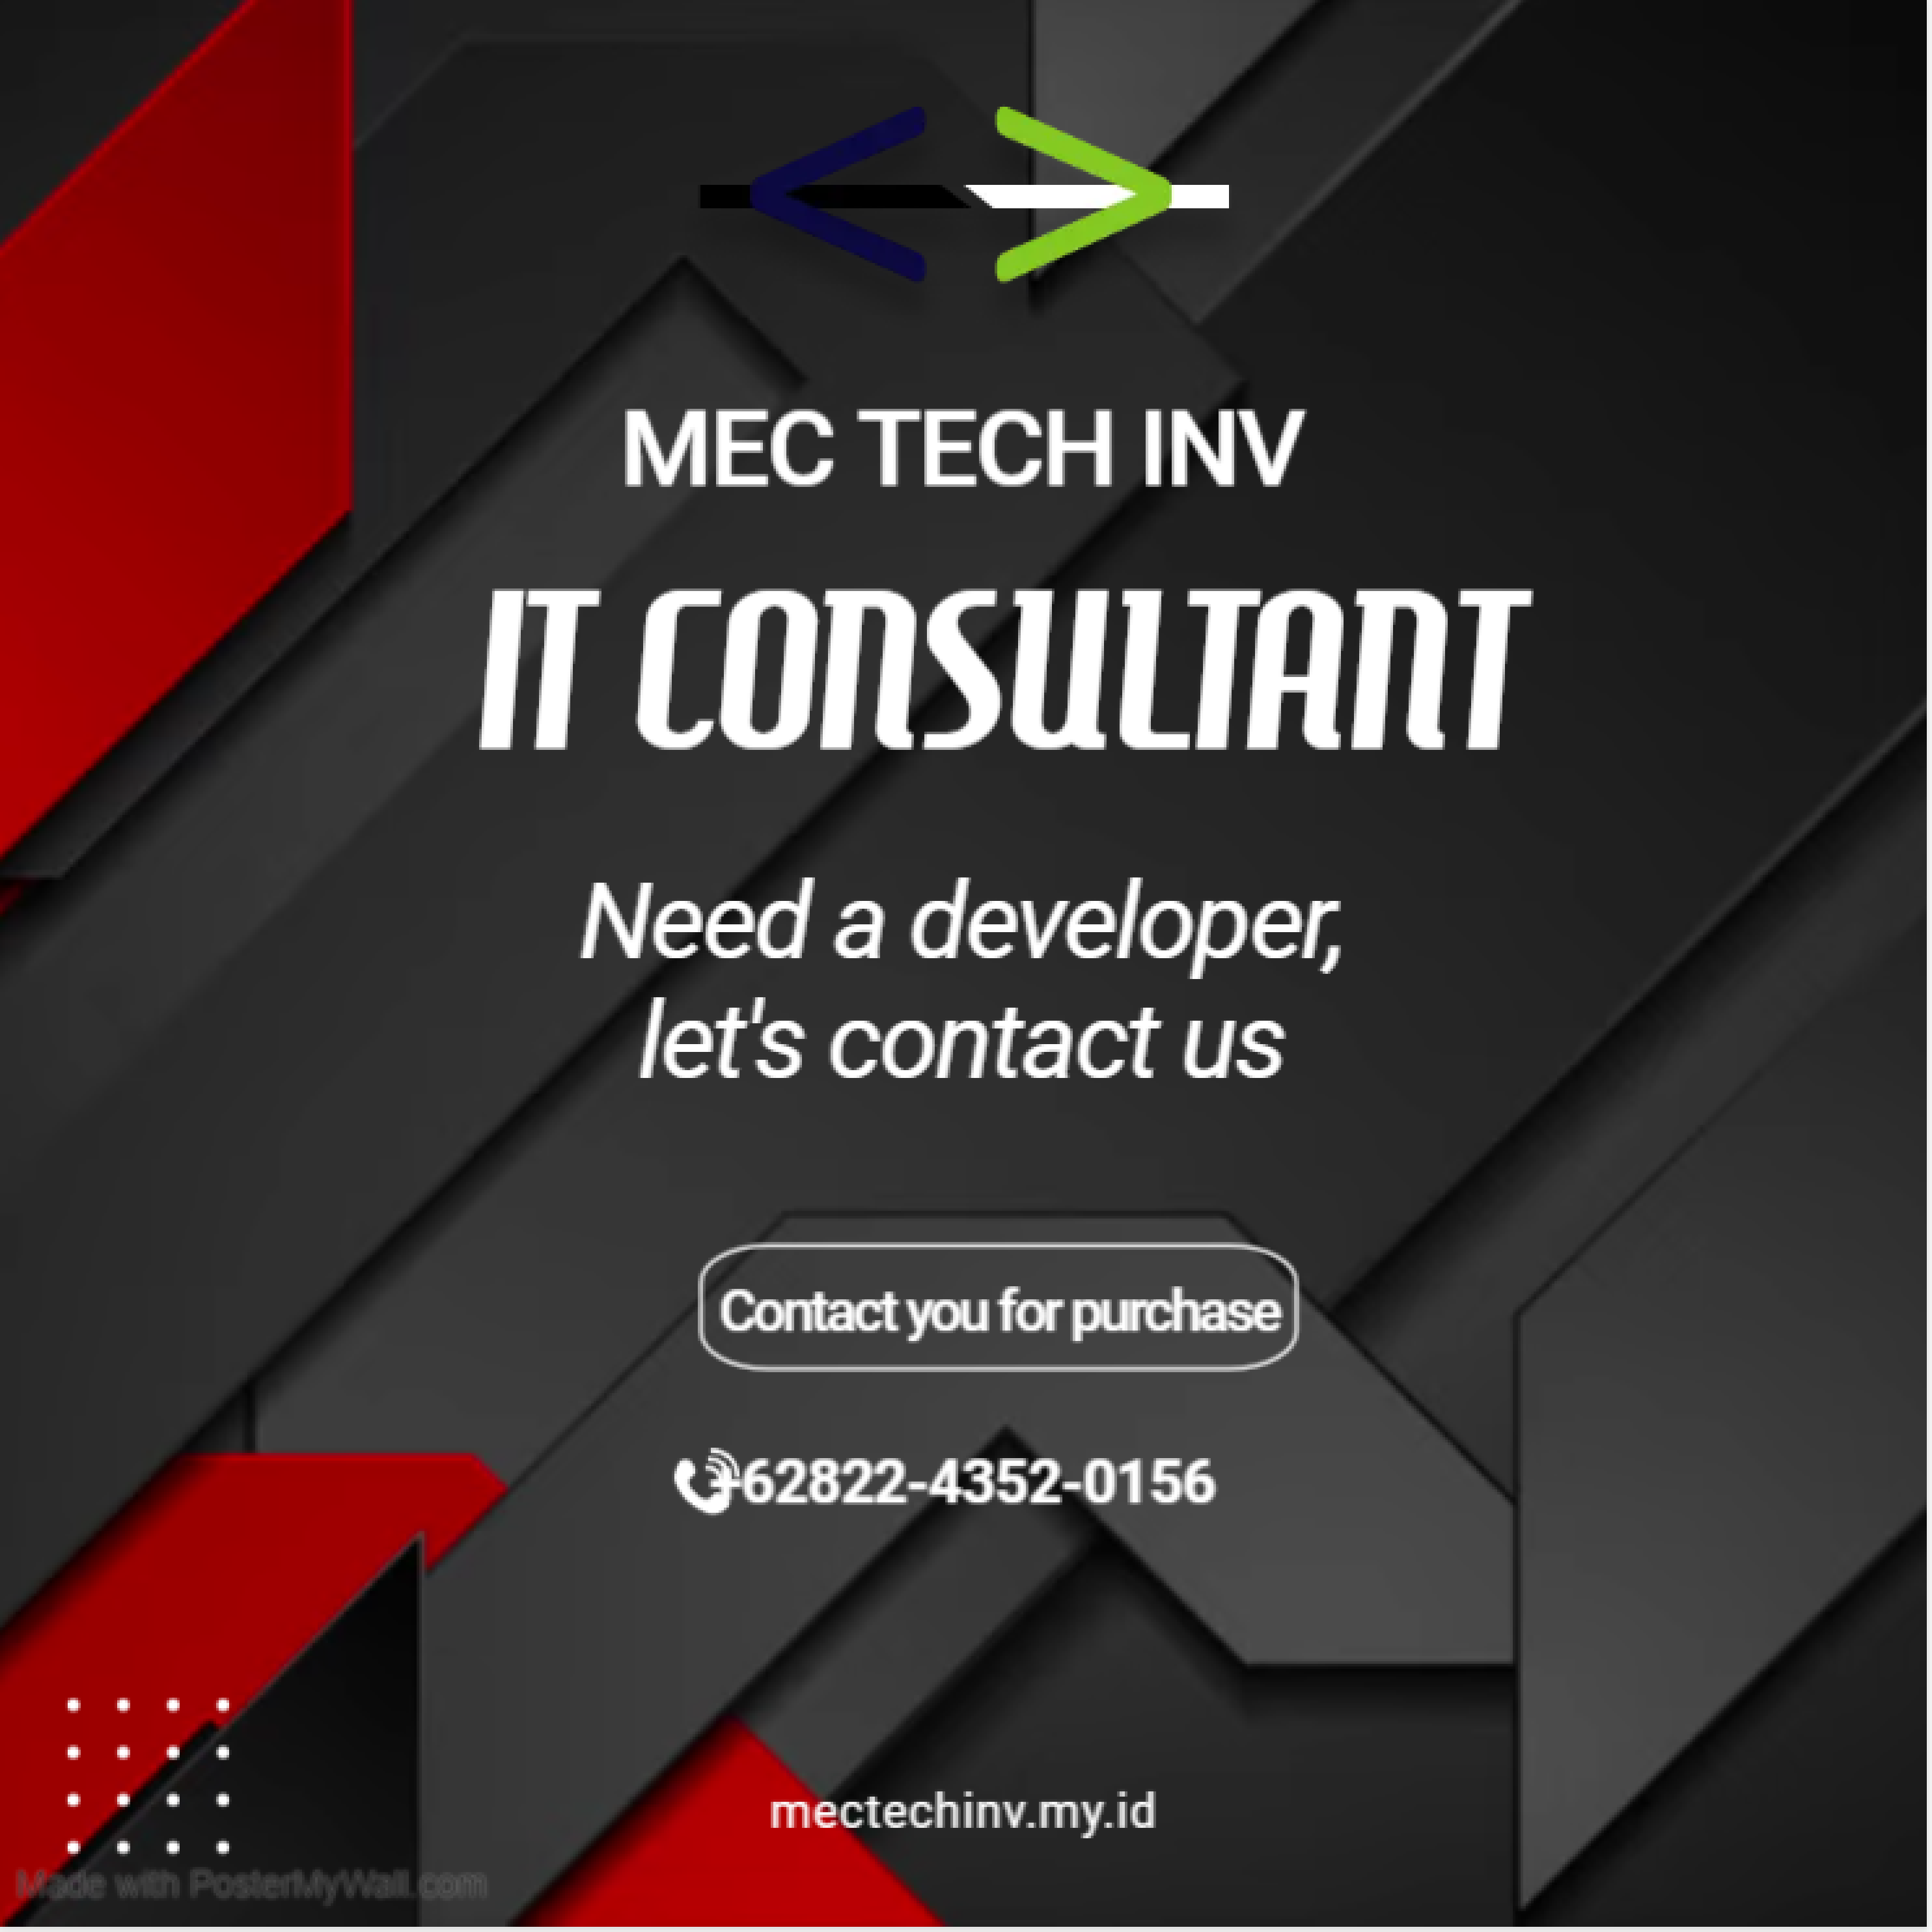 MEC TECH INV
IT CONSULTANT
Need a developer,
let's contact us
Contact you for purchase
+62822-4352-0156
mectechinv.my.id
Made with PosterMyWall.com